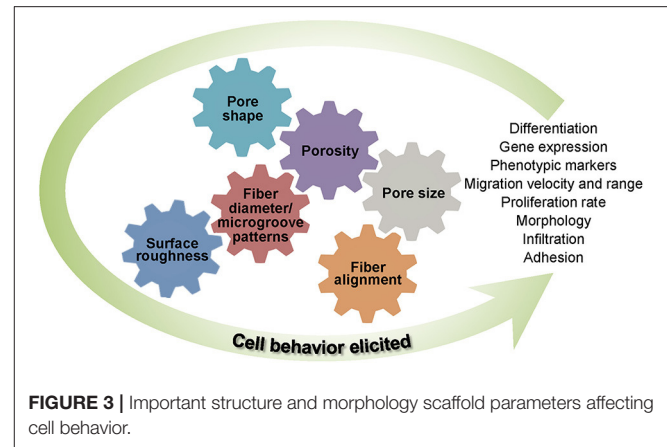 Pore
shape
Porosity
Fiber
diameter/
microgroove
patterns
Pore size
Surface
roughness
Fiber
alignment
Differentiation
Gene expression
Phenotypic markers
Migration velocity and range
Proliferation rate
Morphology
Infiltration
Adhesion
Cell behavior elicited
FIGURE 3 | Important structure and morphology scaffold parameters affecting
cell behavior.